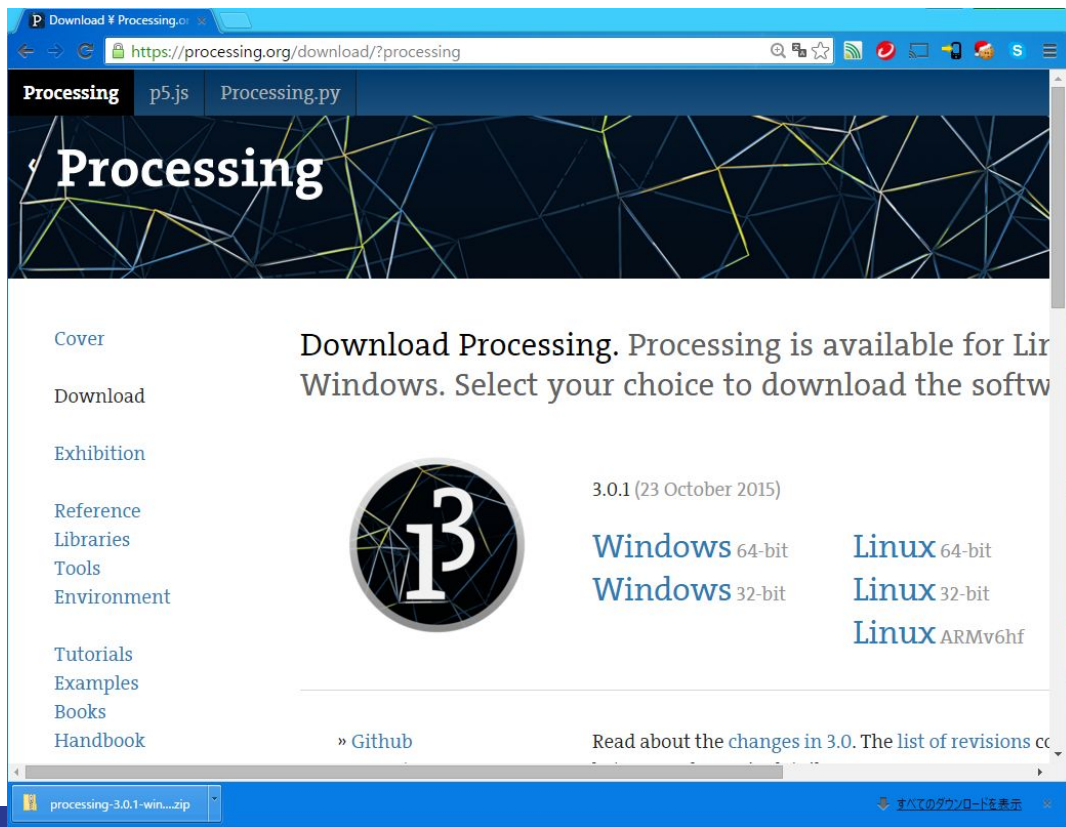 Download ¥ Processing.or
https://processing.org/download/?processing
Processing p5.js Processing.py
Processing
Cover
Download
Exhibition
Reference
Libraries
Tools
Environment
Tutorials
Examples
Books
Handbook
Download Processing. Processing is available for Lin
Windows. Select your choice to download the softw
3.0.1 (23 October 2015)
Windows 64-bit Linux 64-bit
Windows 32-bit Linux 32-bit
Linux ARMv6hf
» Github
Read about the changes in 3.0. The list of revisions co
processing-3.0.1-win....zip
すべてのダウンロードを表示